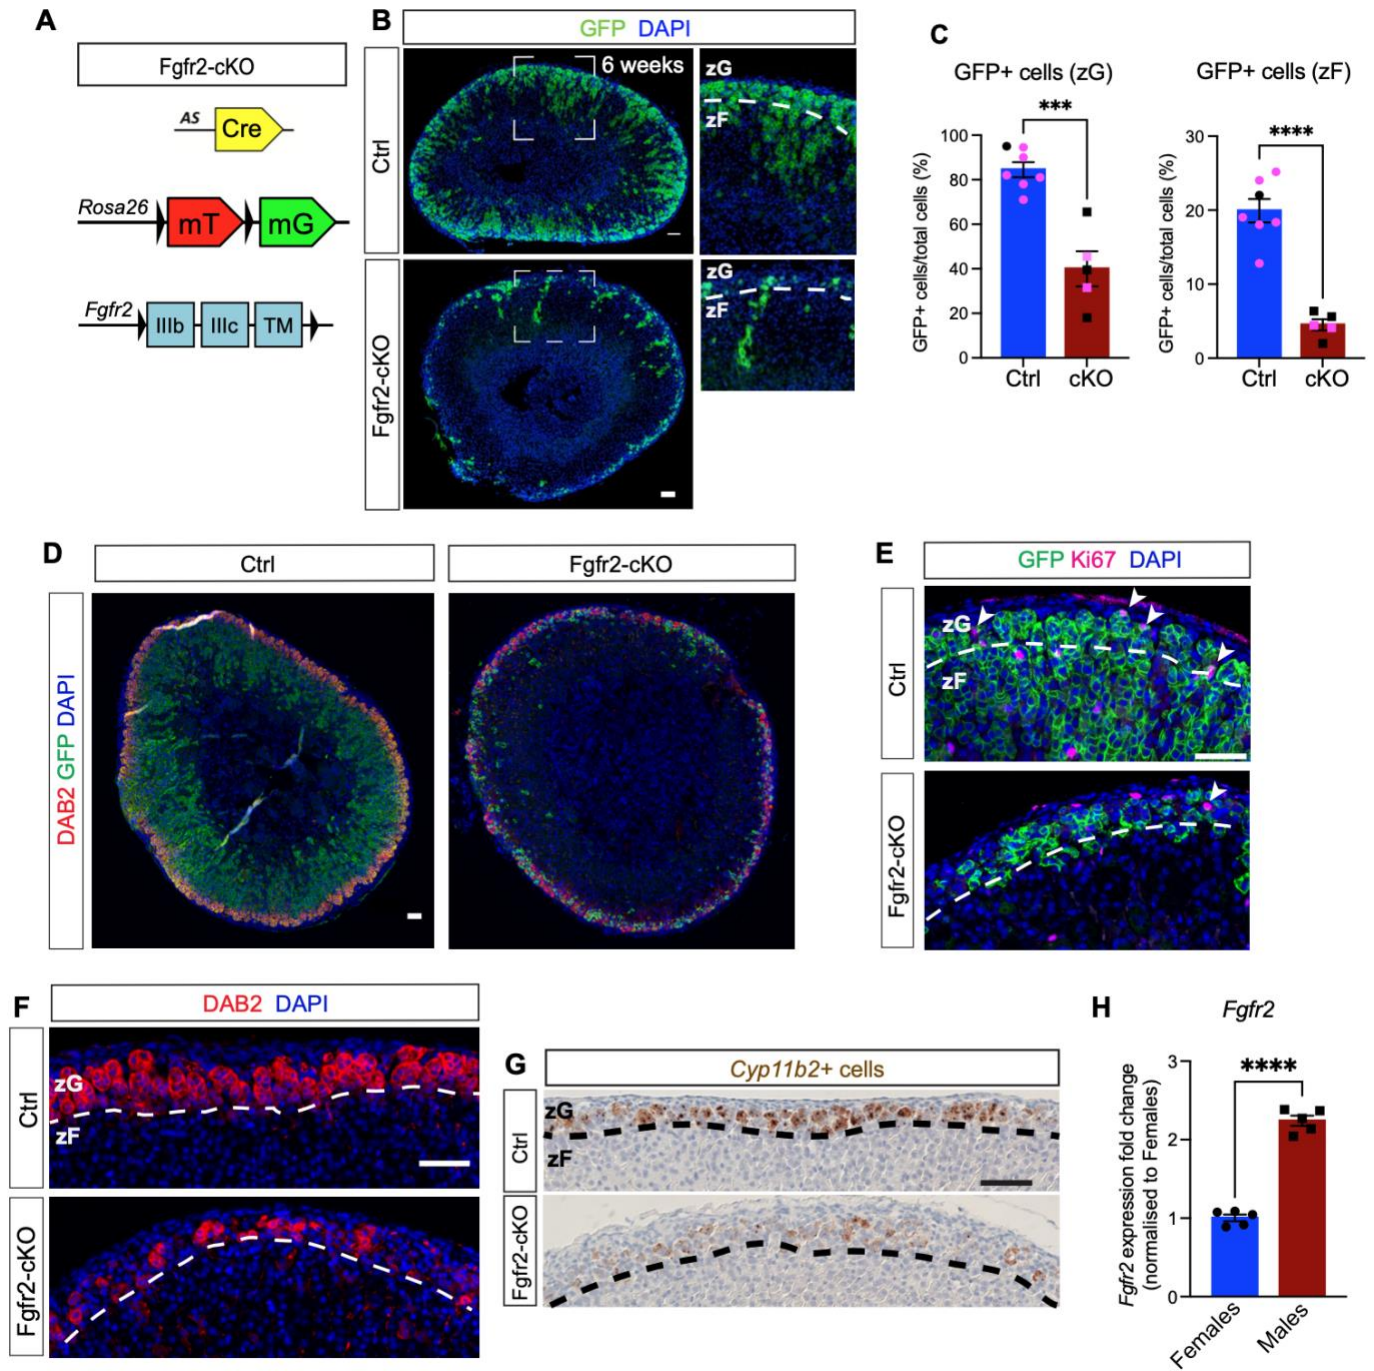 A
Fgfr2-cKO
AS
Cre
Rosa26
mT
mG
Fgfr2
IIIb
IIIc
TM
B
GFP DAPI
Ctrl
6 weeks
zG
zF
Fgfr2-cKO
zG
zF
C
GFP+ cells (zG)
***
GFP+ cells/total cells (%)
100
80
60
40
20
0
Ctrl
cKO
GFP+ cells (zF)
****
GFP+ cells/total cells (%)
30
20
10
0
Ctrl
cKO
D
Ctrl
Fgfr2-cKO
DAB2 GFP DAPI
E
GFP Ki67 DAPI
Ctrl
zG
zF
Fgfr2-cKO
F
DAB2 DAPI
Ctrl
zG
zF
Fgfr2-cKO
G
Cyp11b2+ cells
Ctrl
zG
zF
Fgfr2-cKO
H
Fgfr2
****
Fgfr2 expression fold change
(normalised to Females)
3
2
1
0
Females
Males